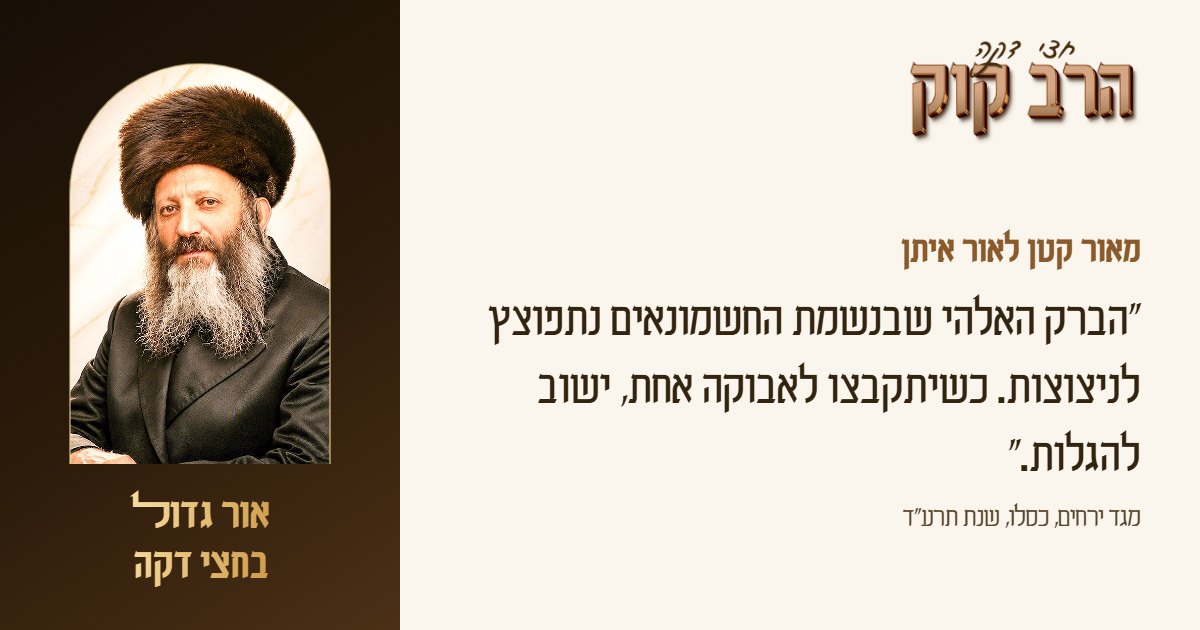 חצי דקה
הרב קוק
מאור קטן לאור איתן
"הברק האלהי שבנשמת החשמונאים נתפוצץ
לניצוצות. כשיתקבצו לאבוקה אחת, ישוב
להגלות."
מגד ירחים, כסלו, שנת תרע"ד
אור גדול
בחצי דקה